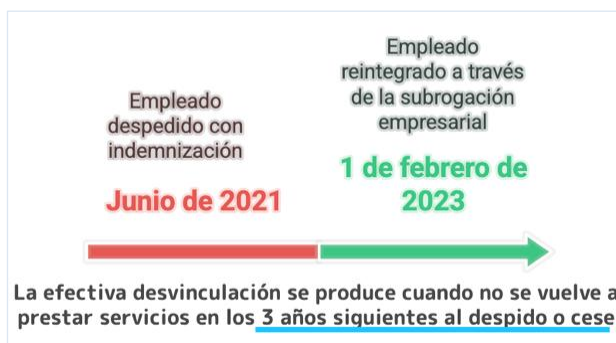 Empleado
despedido con
indemnización
Junio de 2021
Empleado
reintegrado a través
de la subrogación
empresarial
1 de febrero de
2023
La efectiva desvinculación se produce cuando no se vuelve a
prestar servicios en los 3 años siguientes al despido o cese